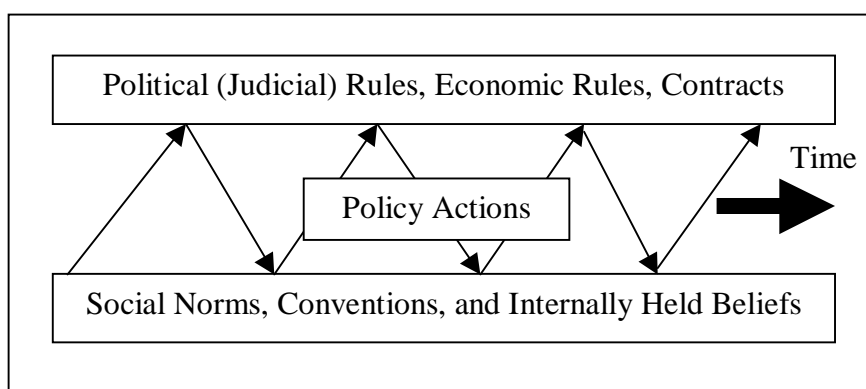 Political (Judicial) Rules, Economic Rules, Contracts
Time
Policy Actions
Social Norms, Conventions, and Internally Held Beliefs